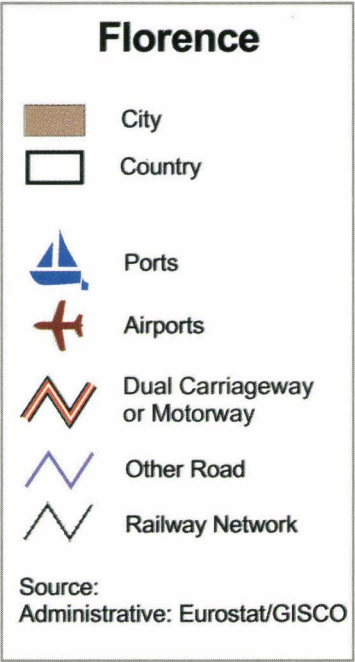 Florence
City
Country
Ports
Airports
Dual Carriageway
or Motorway
Other Road
Railway Network
Source:
Administrative: Eurostat/GISCO